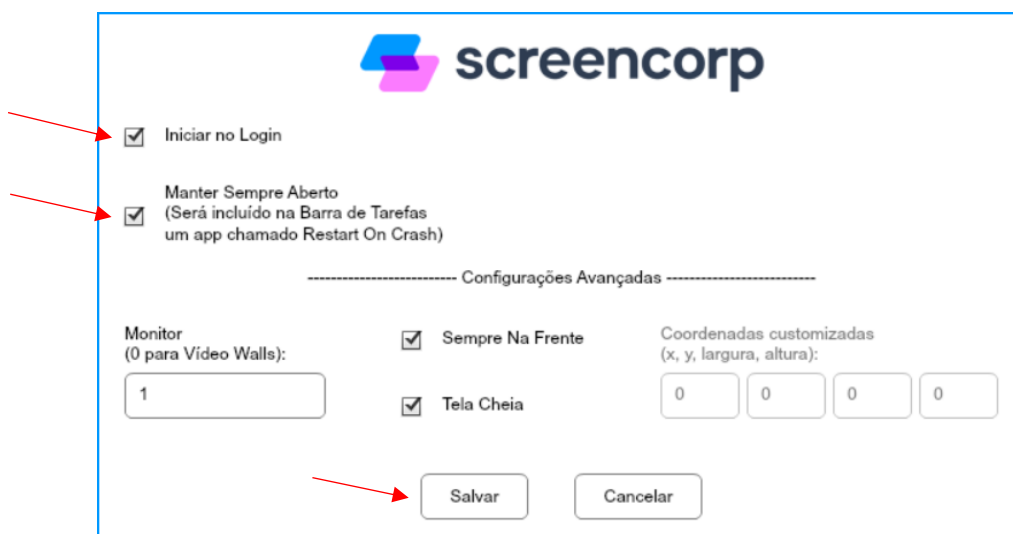 screencorp
Iniciar no Login
Manter Sempre Aberto
(Será incluído na Barra de Tarefas
um app chamado Restart On Crash)
-------------------------- Configurações Avançadas --------------------------
Monitor
(0 para Vídeo Walls):
1
Sempre Na Frente
Tela Cheia
Coordenadas customizadas
(x, y, largura, altura):
0 0 0 0
Salvar Cancelar